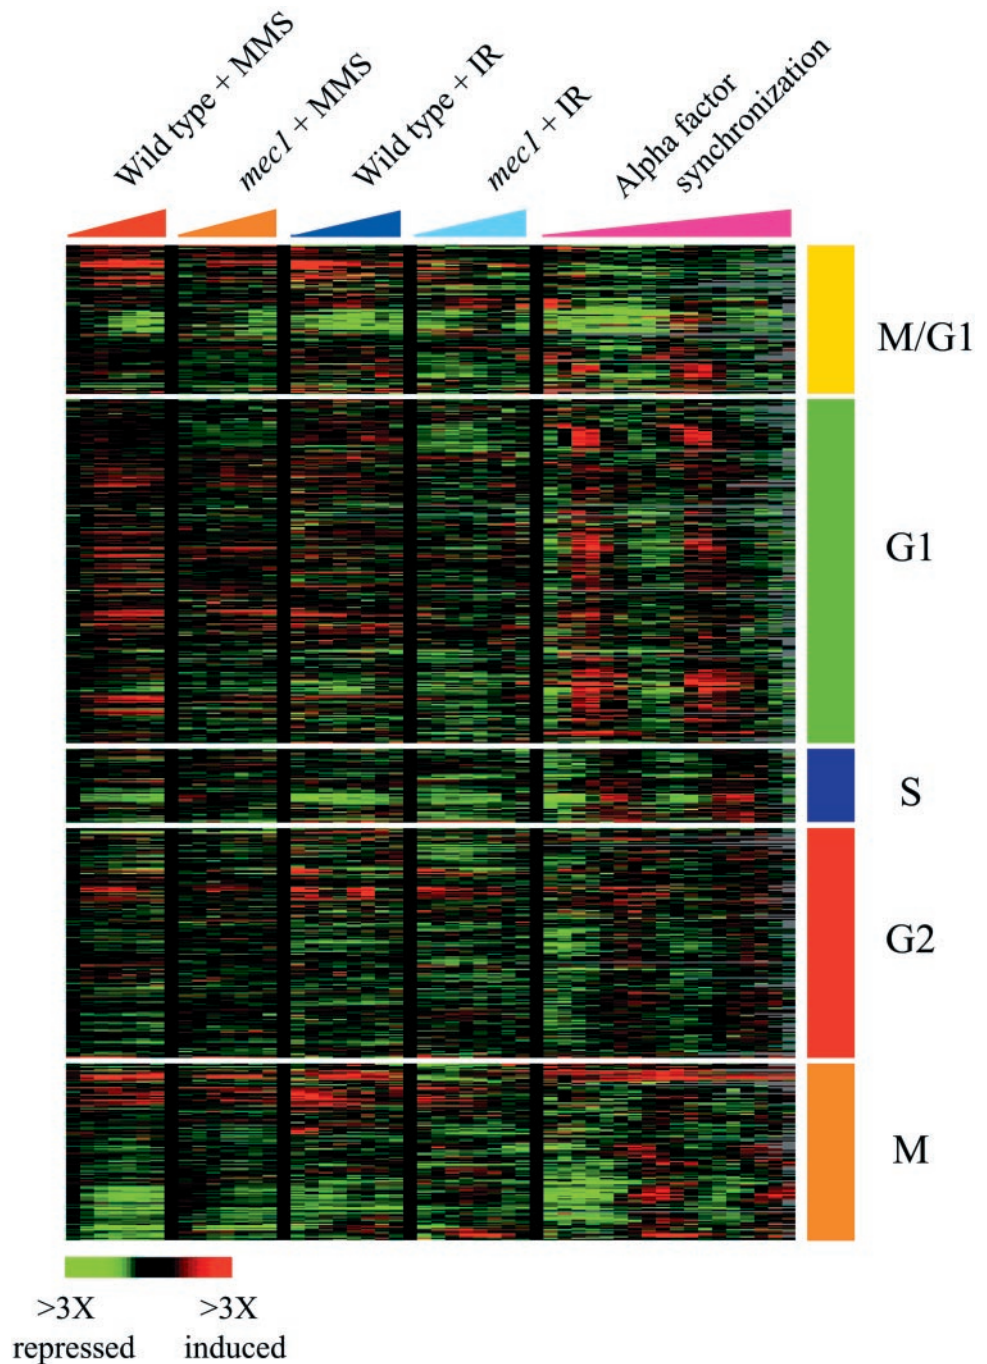 Wild type + MMS
mec1 + MMS
Wild type + IR
mec1 + IR
Alpha factor
synchronization
M/G1
G1
S
G2
M
>3X
repressed
>3X
induced